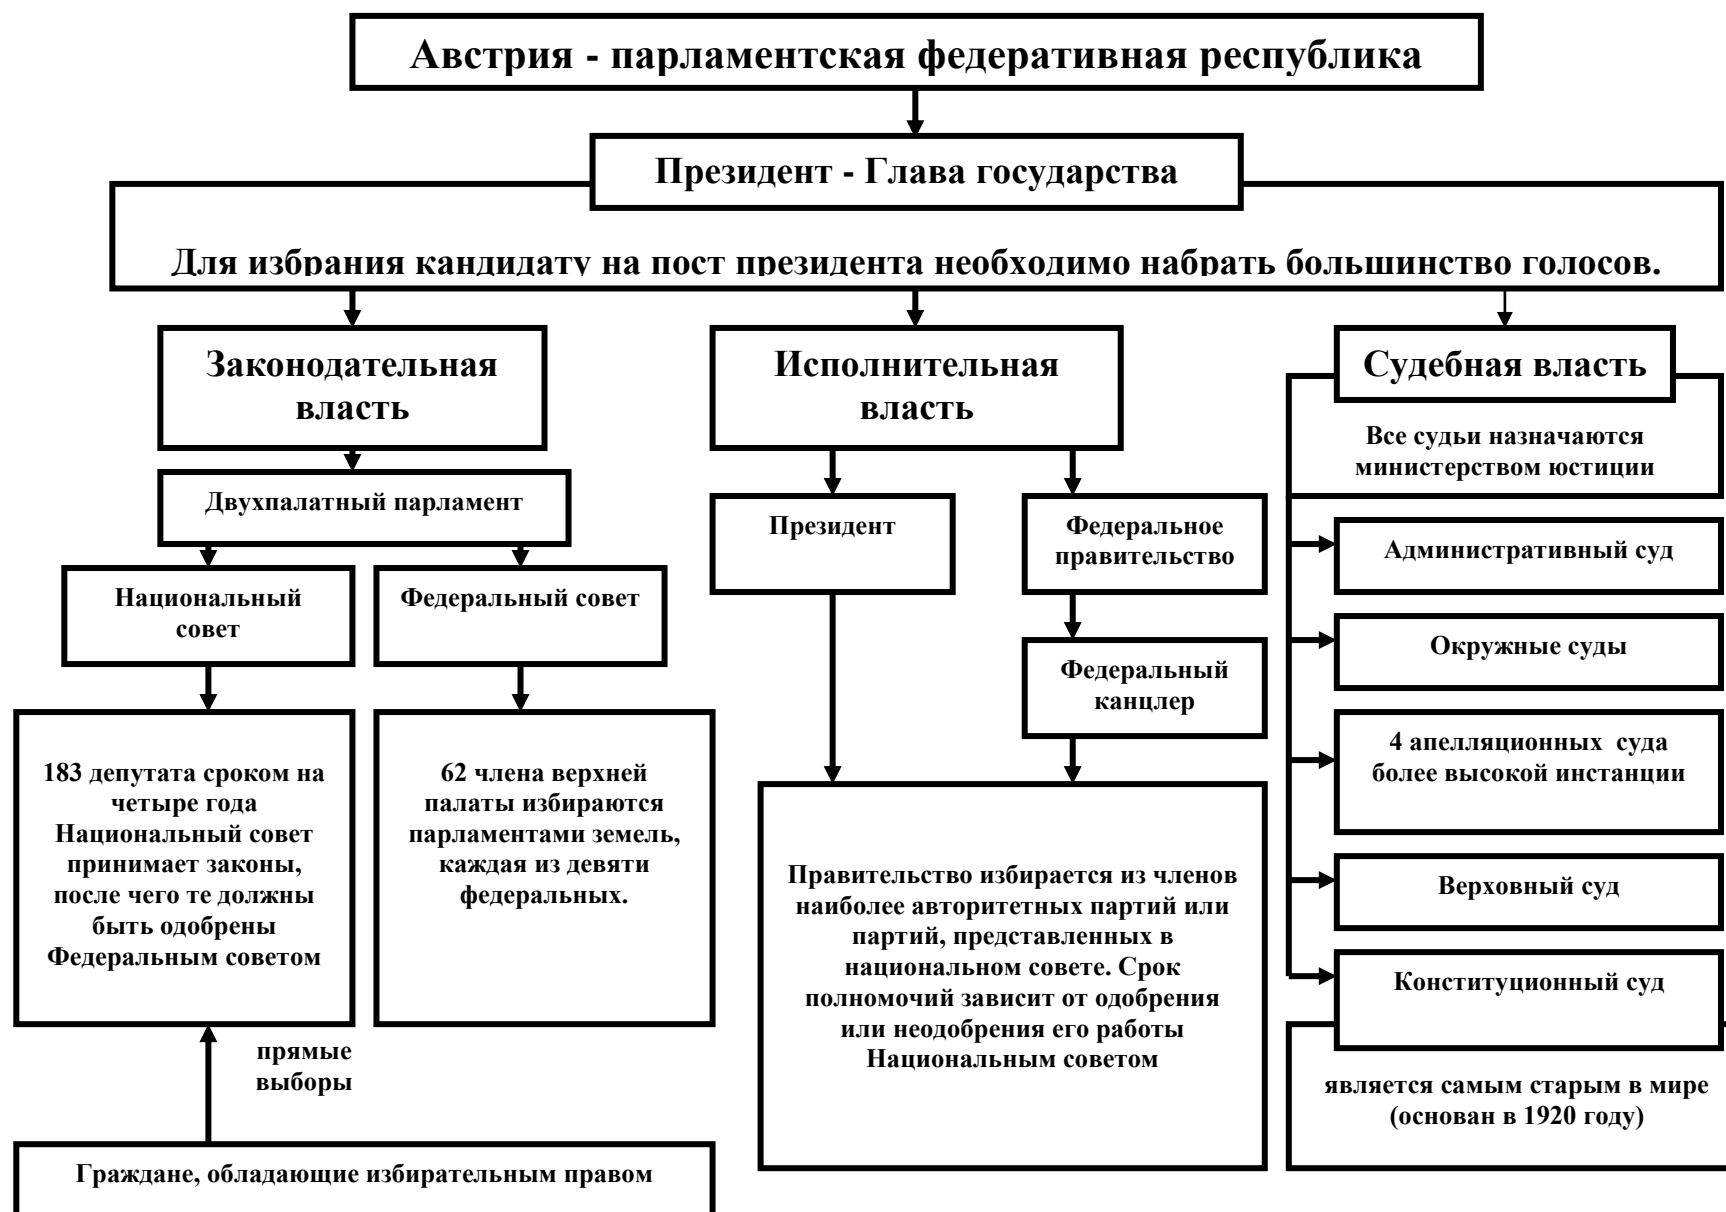 Австрия - парламентская федеративная республика
Президент - Глава государства
Для избрания кандидату на пост президента необходимо набрать большинство голосов.
Законодательная
власть
Двухпалатный парламент
Национальный
совет
Федеральный совет
183 депутата сроком на
четыре года
Национальный совет
принимает законы,
после чего те должны
быть одобрены
Федеральным советом
62 члена верхней
палаты избираются
парламентами земель,
каждая из девяти
федеральных.
прямые
выборы
Граждане, обладающие избирательным правом
Исполнительная
власть
Президент
Федеральное
правительство
Федеральный
канцлер
Правительство избирается из членов
наиболее авторитетных партий или
партий, представленных в
национальном совете. Срок
полномочий зависит от одобрения
или неодобрения его работы
Национальным советом
Судебная власть
Все судьи назначаются
министерством юстиции
Административный суд
Окружные суды
4 апелляционных суда
более высокой инстанции
Верховный суд
Конституционный суд
является самым старым в мире
(основан в 1920 году)